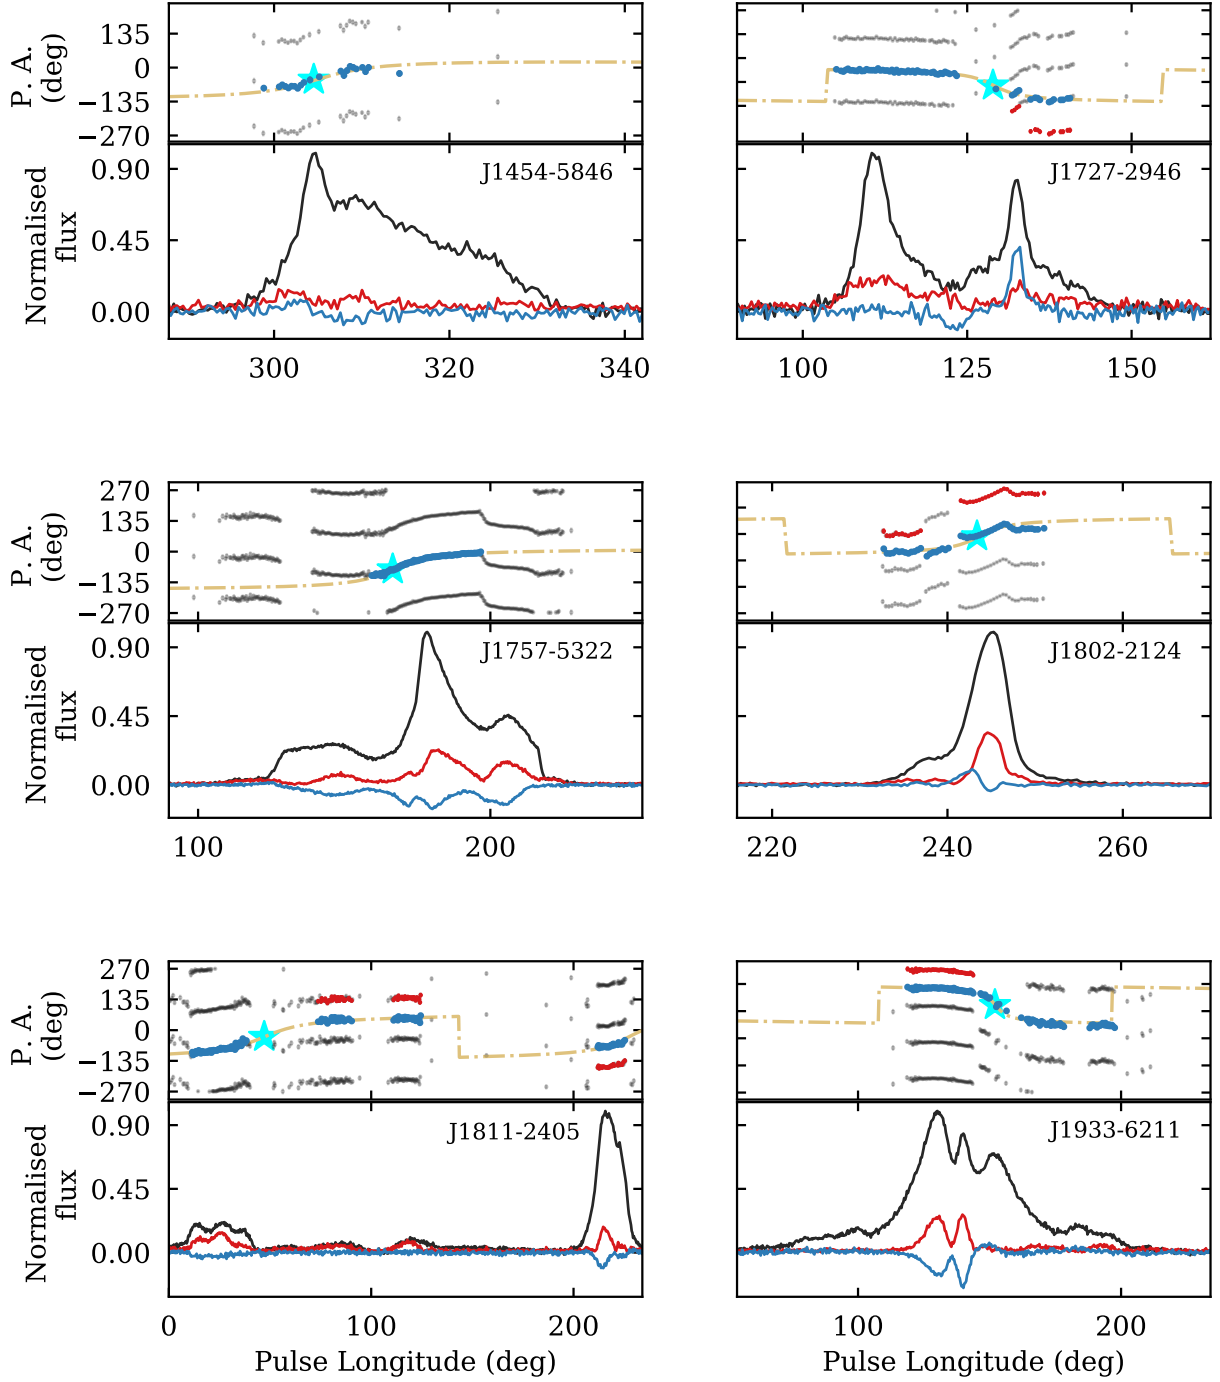 P. A.
(deg)
135
0
−135
−270
Normalised
flux
0.90
0.45
0.00
J1454-5846
300
320
340
J1727-2946
100
125
150
P. A.
(deg)
270
135
0
−135
−270
Normalised
flux
0.90
0.45
0.00
J1757-5322
100
200
J1802-2124
220
240
260
P. A.
(deg)
270
135
0
−135
−270
Normalised
flux
0.90
0.45
0.00
J1811-2405
0
100
200
Pulse Longitude (deg)
J1933-6211
100
200
Pulse Longitude (deg)